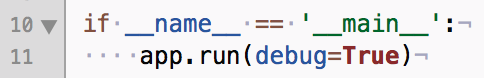 10 ▼ if·__name__·==·'__main__':¬
11 ····app.run(debug=True)¬